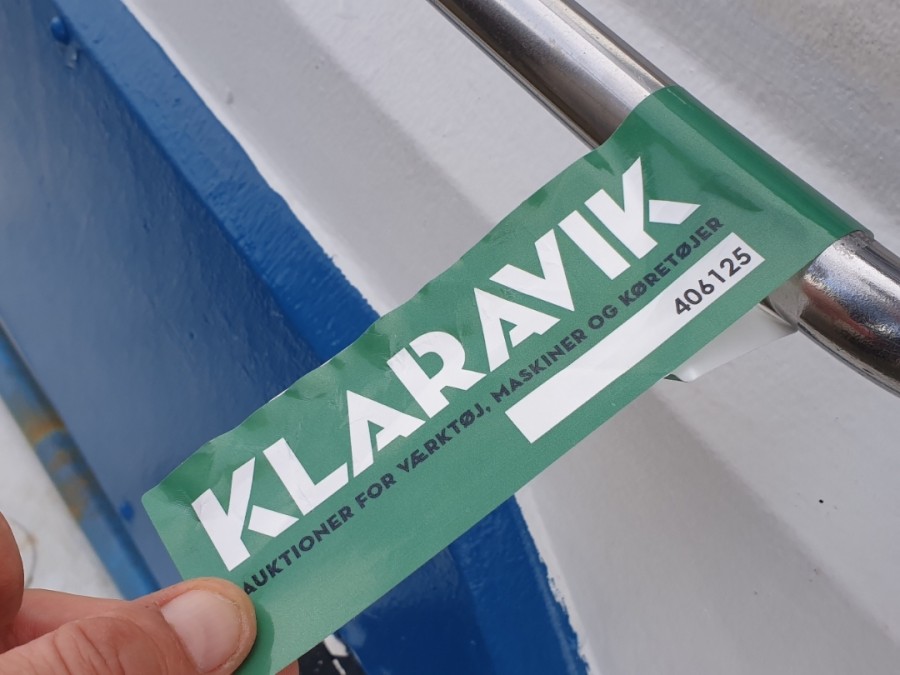 KLARAVIK
AUKTIONER FOR VÆRKTØJ, MASKINER OG KØRETØJER
406125